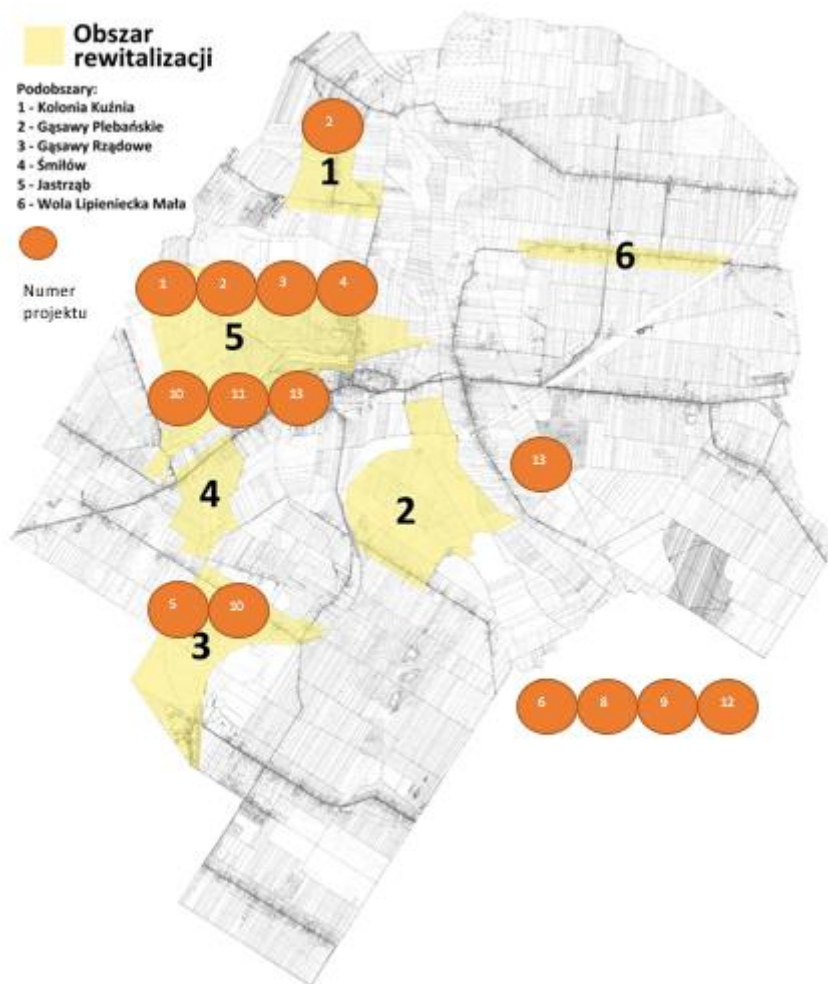 Obszar
rewitalizacji
Podobszary:
1 - Kolonia Kuźnia
2 - Gąsawy Plebańskie
3 - Gąsawy Rządowe
4 - Śmiłów
5 - Jastrząb
6 - Wola Lipieniecka Mała
Numer
projektu
2
1
6
1 2 3 4
5
10 11 13
13
4
2
5 10
3
6 8 9 12